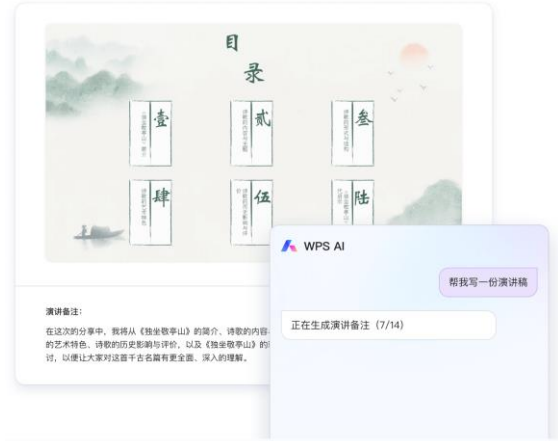 目
录
壹
贰
叁
肆
伍
陆
WPS AI
帮我写一份演讲稿
正在生成演讲备注（7/14）
演讲备注：
在这次的分享中，我将从《独坐敬亭山》的简介、诗歌的内容
的艺术特色、诗歌的历史影响与评价，以及《独坐敬亭山》的
讨，以便让大家对这首千古名篇有更全面、深入的理解。